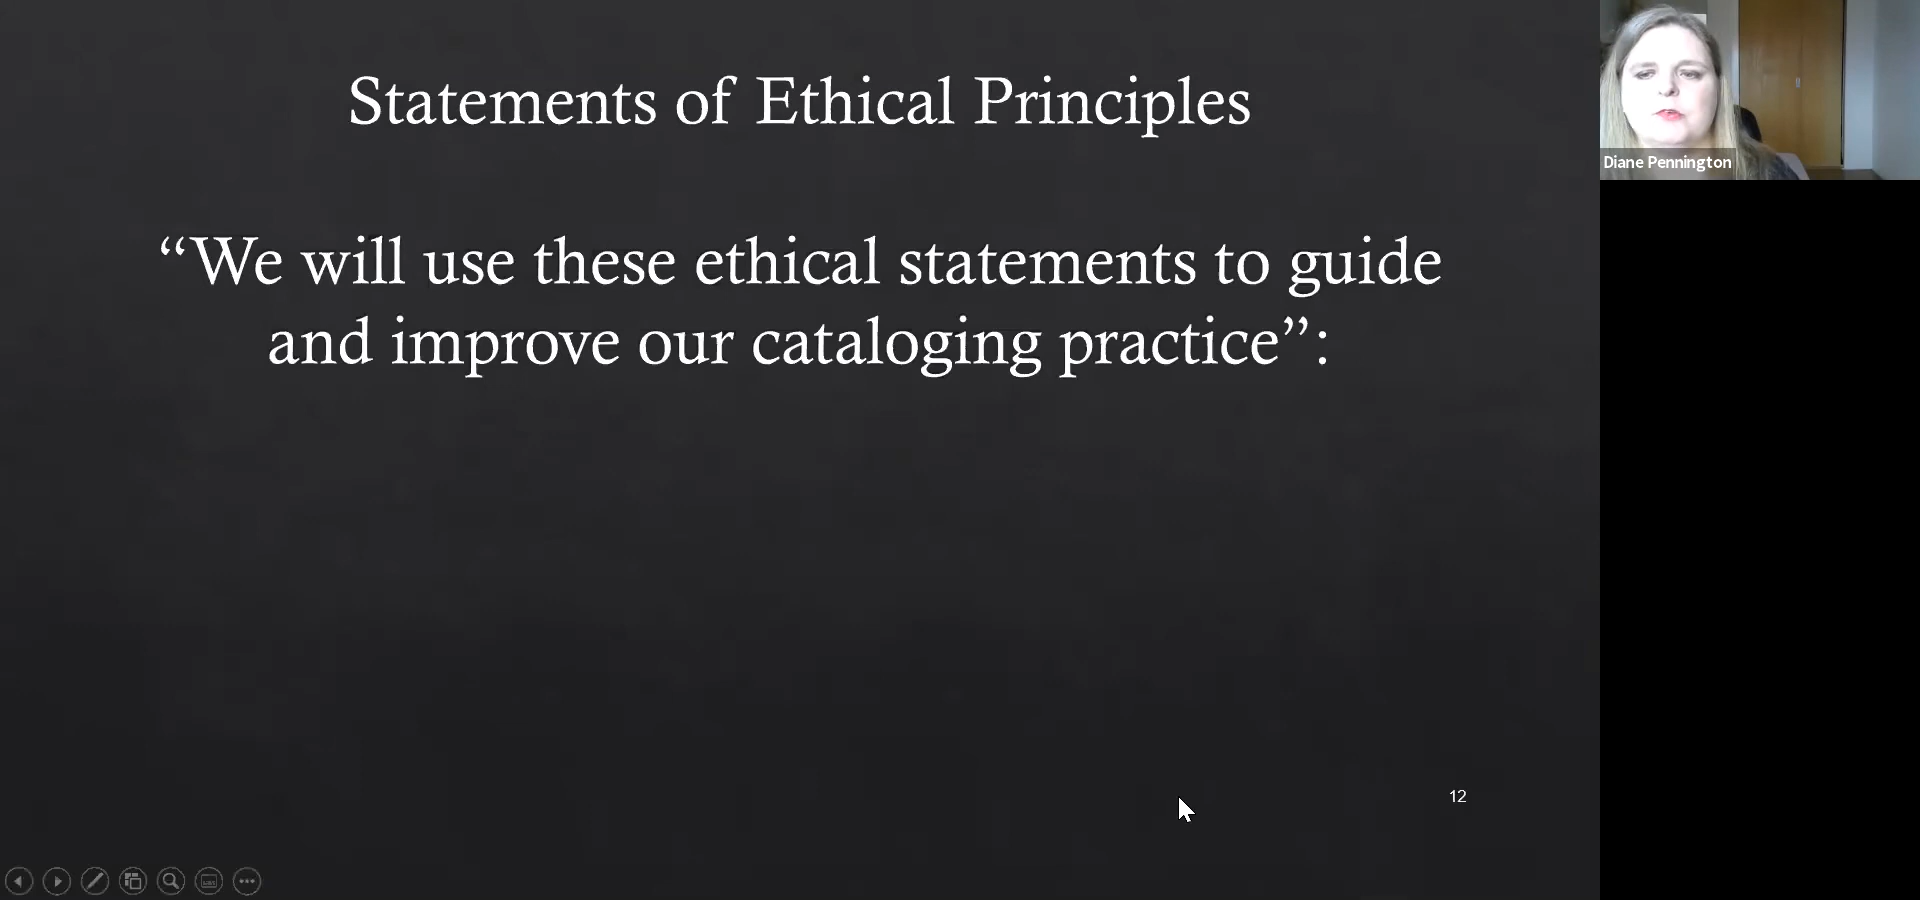 Statements of Ethical Principles
“We will use these ethical statements to guide
and improve our cataloging practice”:
12
Diane Pennington